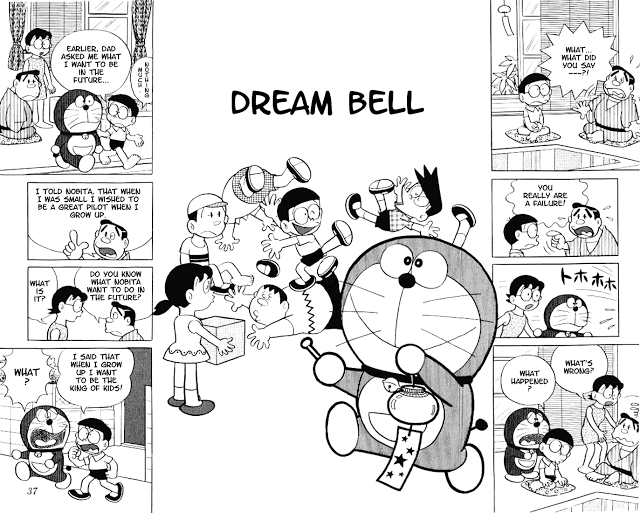 DREAM BELL
WHAT...
WHAT DID
YOU SAY
---?!
YOU
REALLY ARE
A FAILURE!
トホホホ
WHAT
HAPPENED
?
WHAT'S
WRONG?
EARLIER, DAD
ASKED ME WHAT
I WANT TO BE
IN THE
FUTURE...
NOTHING
MUCH
I TOLD NOBITA, THAT WHEN
I WAS SMALL I WISHED TO
BE A GREAT PILOT WHEN I
GROW UP.
WHAT
IS
IT?
DO YOU KNOW
WHAT NOBITA
WANT TO DO IN
THE FUTURE?
WHAT
?
I SAID THAT
WHEN I GROW
UP I WANT
TO BE THE
KING OF KIDS!
37